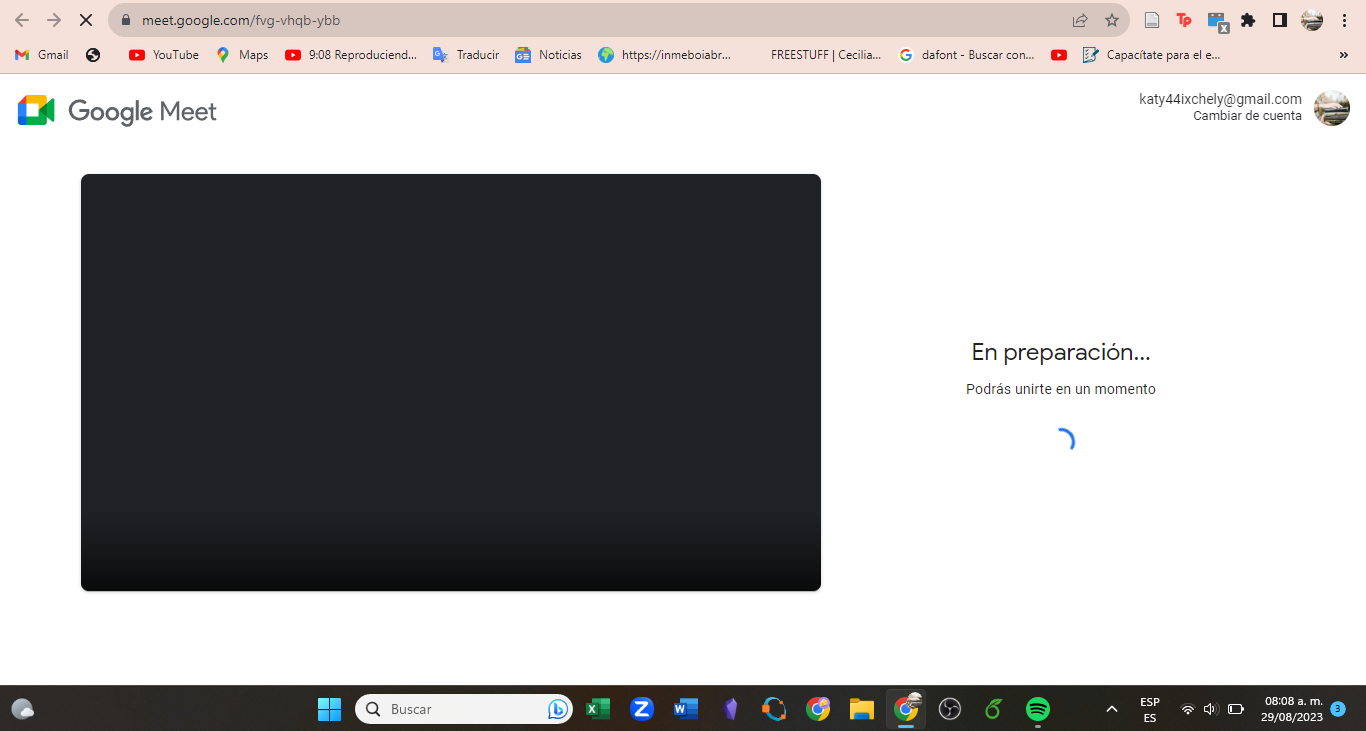 meet.google.com/fvg-vhqb-ybb
Tp
x
Gmail
YouTube
Maps
9:08 Reproduciend...
Traducir
Noticias
https://inmeboiabr...
FREESTUFF | Cecilia...
dafont - Buscar con...
Capacítate para el e...
»
Google Meet
katy44ixchely@gmail.com
Cambiar de cuenta
En preparación...
Podrás unirte en un momento
Buscar
ESP
ES
08:08 a. m.
29/08/2023
3